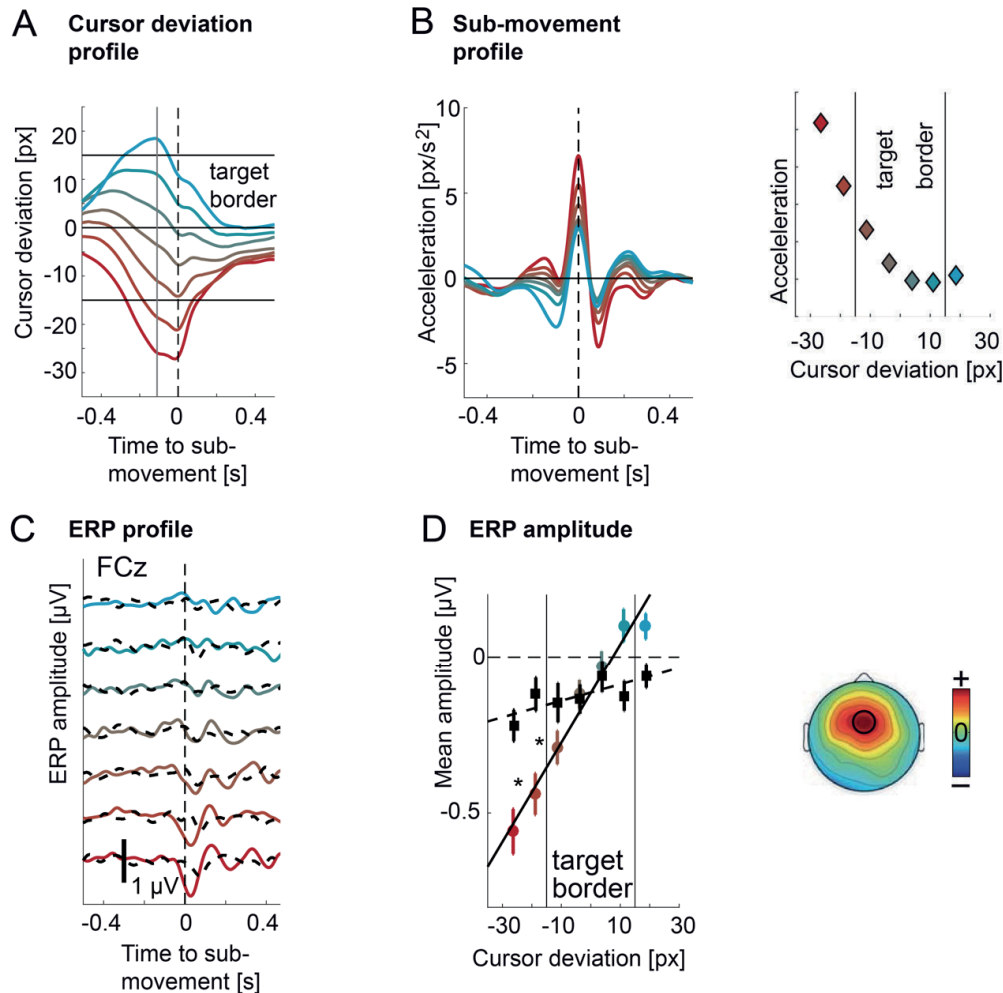 A
Cursor deviation
profile
Cursor deviation [px]
20
10
0
-10
-20
-30
target
border
-0.4
0
0.4
Time to sub-
movement [s]
B
Sub-movement
profile
Acceleration [px/s²]
10
5
0
-5
-0.4
0
0.4
Time to sub-
movement [s]
Acceleration
target
border
-30
-10
10
30
Cursor deviation [px]
C
ERP profile
FCz
ERP amplitude [µV]
1 µV
-0.4
0
0.4
Time to sub-
movement [s]
D
ERP amplitude
Mean amplitude [µV]
0
-0.5
*
*
target
border
-30
-10
10
30
Cursor deviation [px]
+
0
−